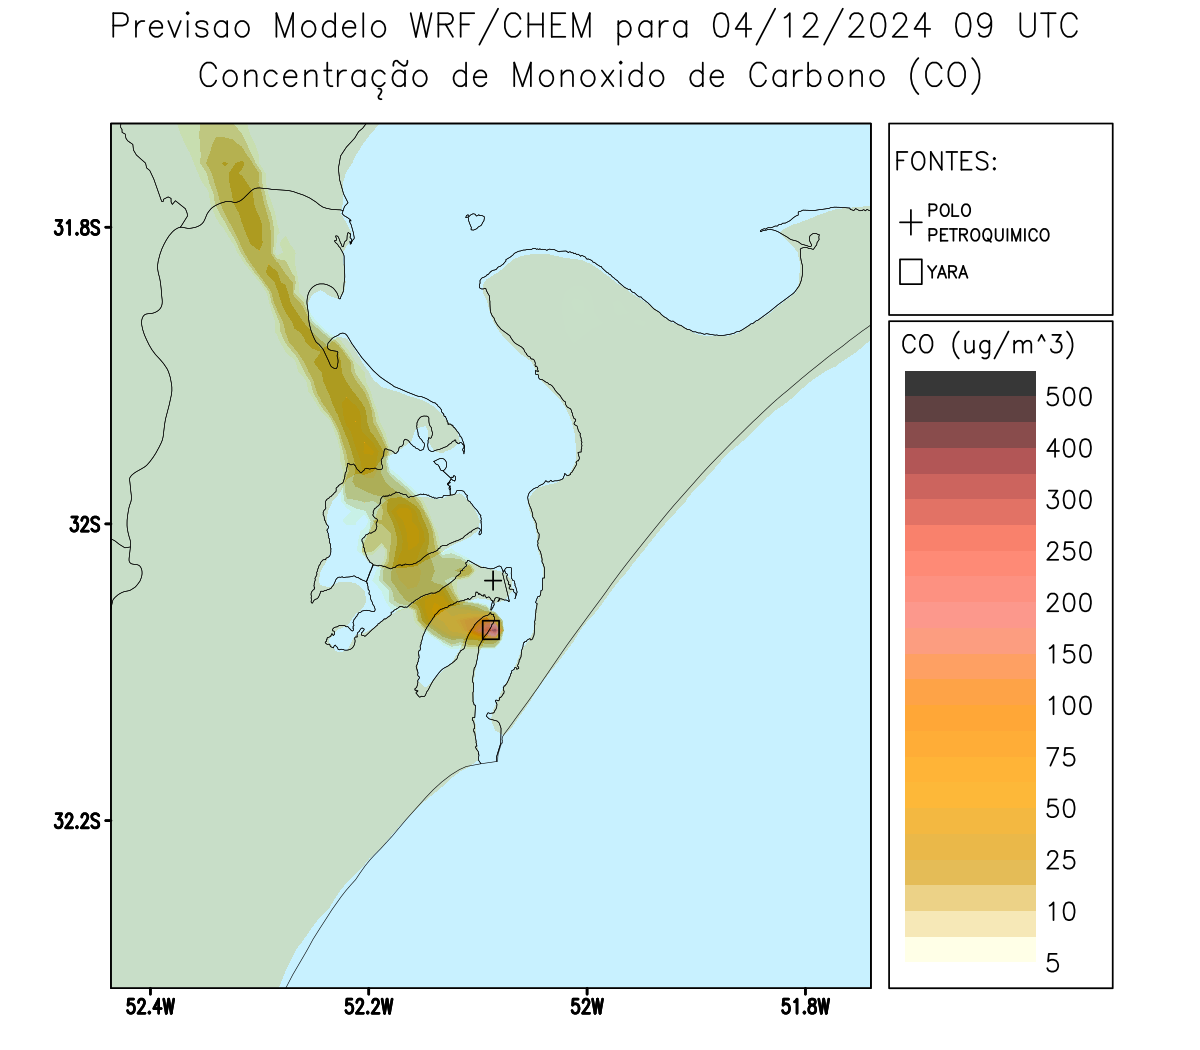 Previsao Modelo WRF/CHEM para 04/12/2024 09 UTC
Concentração de Monoxido de Carbono (CO)
FONTES:
POLO
PETROQUIMICO
YARA
CO (ug/m^3)
500
400
300
250
200
150
100
75
50
25
10
5
31.8S
32S
32.2S
52.4W
52.2W
52W
51.8W